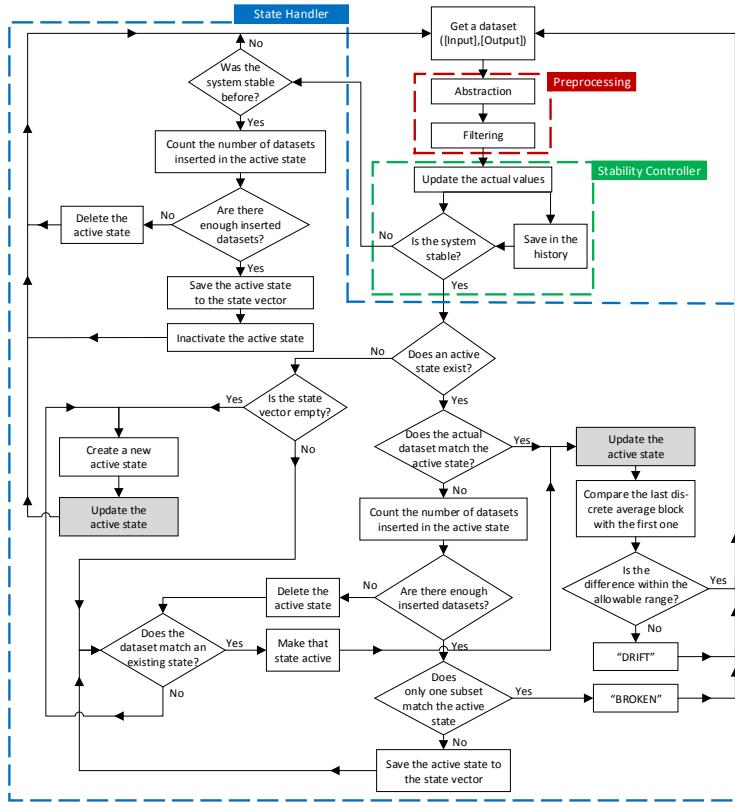 State Handler
Get a dataset
([Input],[Output])
No
Was the
system stable
before?
Preprocessing
Abstraction
Filtering
Yes
Count the number of datasets
inserted in the active state
Stability Controller
Update the actual values
Delete the
active state
No
Are there
enough inserted
datasets?
No
Is the system
stable?
Save in the
history
Yes
Save the active state
to the state vector
Yes
Inactivate the active state
No
Does an active
state exist?
Yes
Is the state
vector empty?
Yes
No
Does the actual
dataset match the
active state?
Yes
Update the
active state
Create a new
active state
No
Count the number of datasets
inserted in the active state
Compare the last dis-
crete average block
with the first one
Update the
active state
Is the
difference within the
allowable range?
Yes
Delete the
active state
No
Are there enough
inserted datasets?
No
Does the
dataset match an
existing state?
Yes
Make that
state active
Yes
"DRIFT"
No
Does
only one subset
match the active
state
Yes
"BROKEN"
No
Save the active state to
the state vector